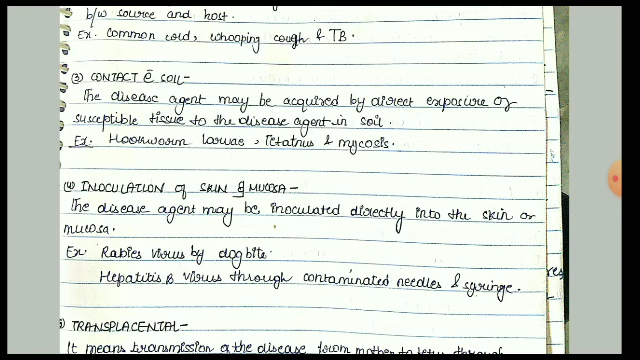 b/w source and host.
Ex. Common cold, whooping cough & TB.
(3) CONTACT c̄ SOIL-
The disease agent may be acquired by direct exposure of
susceptible tissue to the disease agent in soil.
Ex: Hookworm larvae, Tetatnus & mycosis.
(4) INOCULATION of SKIN & MUCOSA-
The disease agent may be inoculated directly into the skin or
mucosa.
Ex: Rabies virus by dogbite.
Hepatitis B virus through contaminated needles & syringe.
TRANSPLACENTAL-
It means transmission of the disease from mother to fetus through